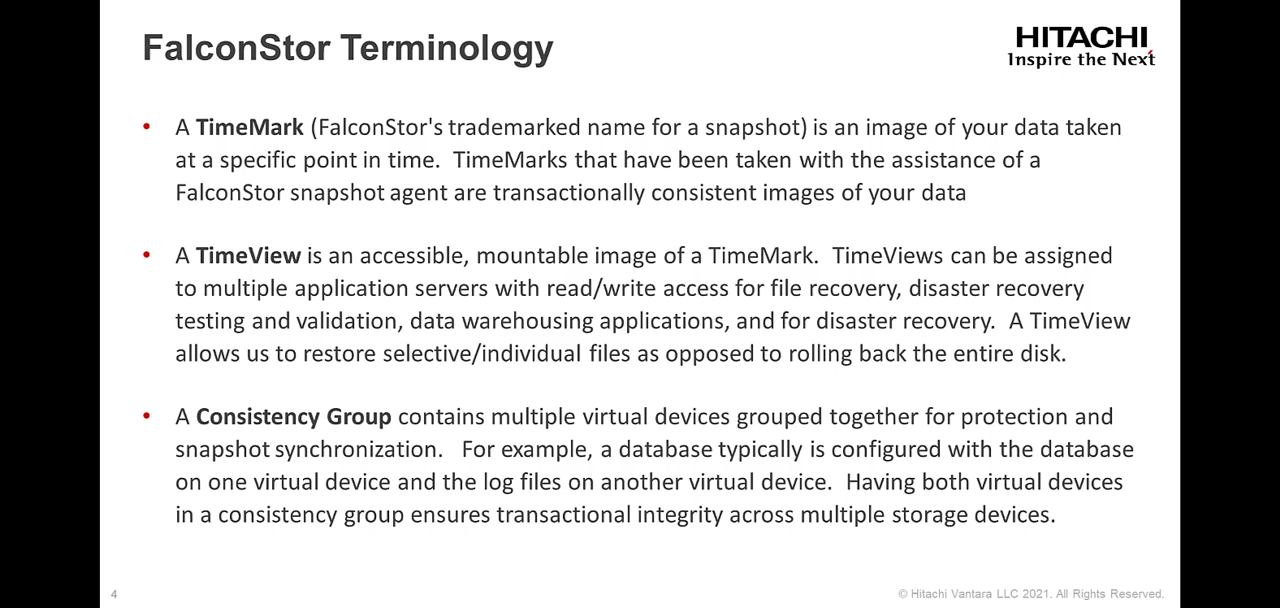 FalconStor Terminology
HITACHI
Inspire the Next
• A TimeMark (FalconStor's trademarked name for a snapshot) is an image of your data taken
at a specific point in time.  TimeMarks that have been taken with the assistance of a
FalconStor snapshot agent are transactionally consistent images of your data
• A TimeView is an accessible, mountable image of a TimeMark.  TimeViews can be assigned
to multiple application servers with read/write access for file recovery, disaster recovery
testing and validation, data warehousing applications, and for disaster recovery.  A TimeView
allows us to restore selective/individual files as opposed to rolling back the entire disk.
• A Consistency Group contains multiple virtual devices grouped together for protection and
snapshot synchronization.   For example, a database typically is configured with the database
on one virtual device and the log files on another virtual device.  Having both virtual devices
in a consistency group ensures transactional integrity across multiple storage devices.
4
© Hitachi Vantara LLC 2021. All Rights Reserved.